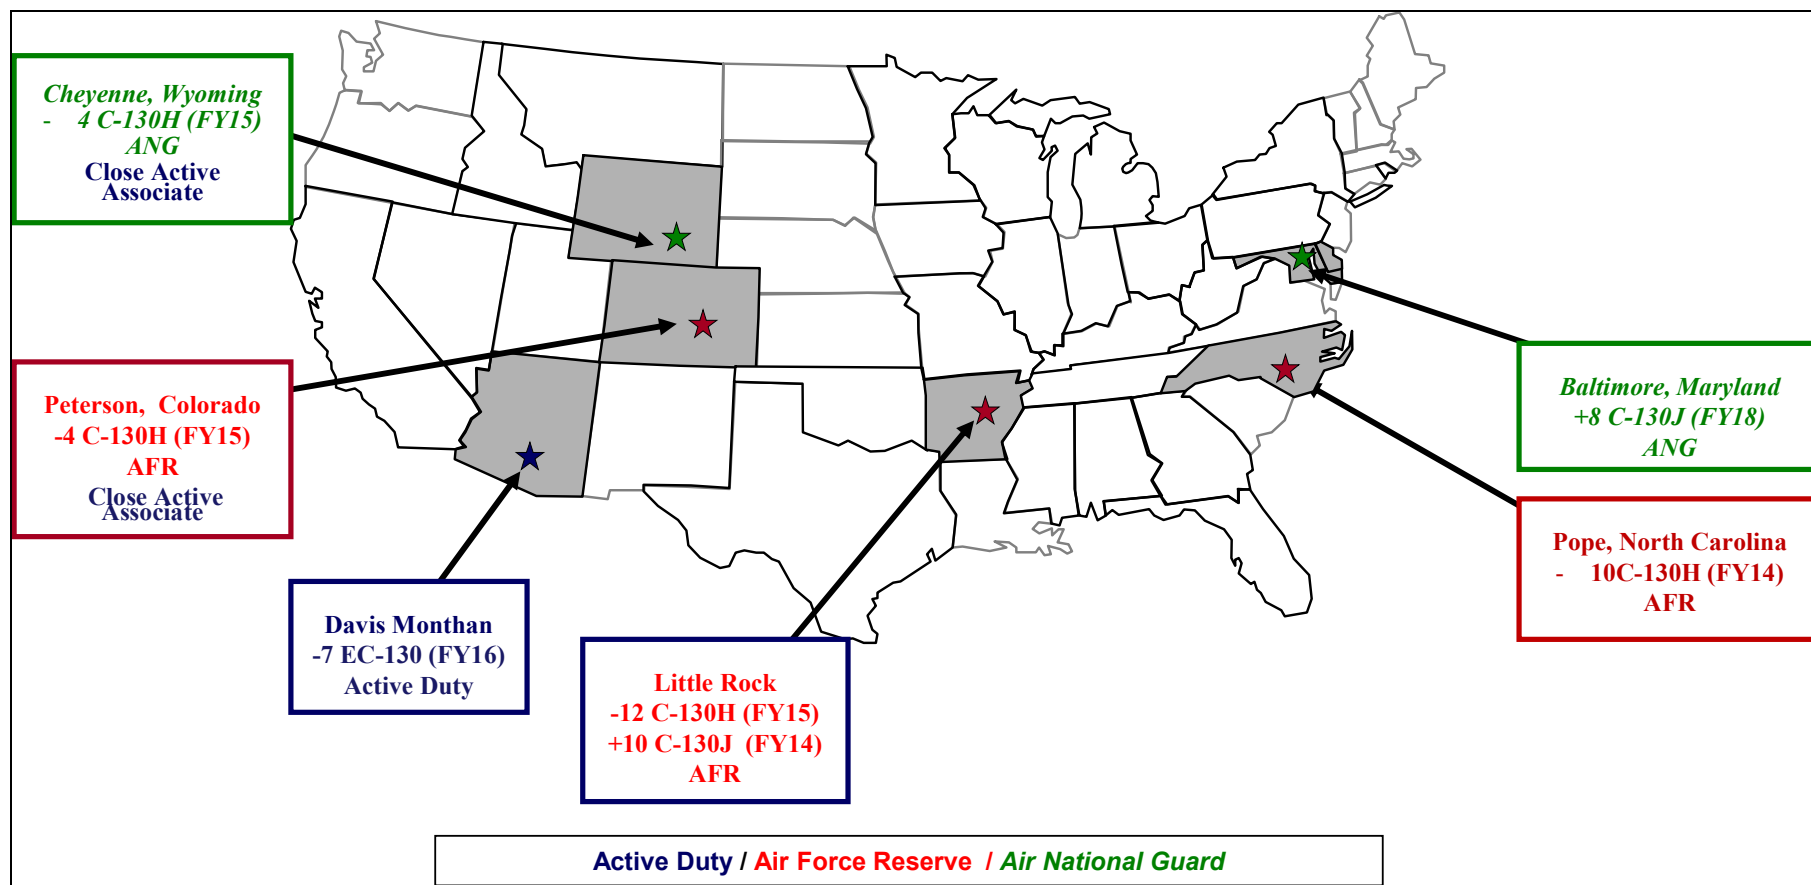 Cheyenne, Wyoming
- 4 C-130H (FY15)
ANG
Close Active
Associate
Peterson, Colorado
-4 C-130H (FY15)
AFR
Close Active
Associate
Davis Monthan
-7 EC-130 (FY16)
Active Duty
Little Rock
-12 C-130H (FY15)
+10 C-130J (FY14)
AFR
Baltimore, Maryland
+8 C-130J (FY18)
ANG
Pope, North Carolina
- 10C-130H (FY14)
AFR
Active Duty / Air Force Reserve / Air National Guard